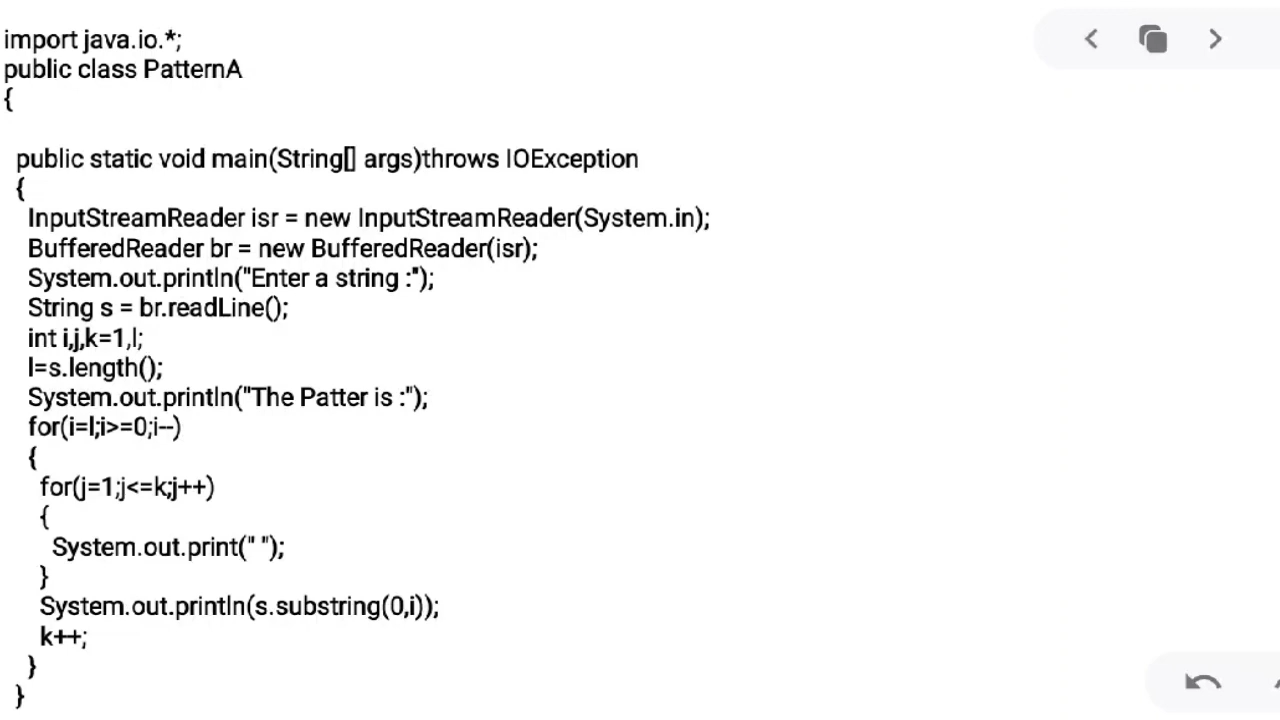 import java.io.*;
public class PatternA
{
public static void main(String[] args)throws IOException
{
InputStreamReader isr = new InputStreamReader(System.in);
BufferedReader br = new BufferedReader(isr);
System.out.println("Enter a string :");
String s = br.readLine();
int i,j,k=1,l;
l=s.length();
System.out.println("The Patter is :");
for(i=l;i>=0;i--)
{
for(j=1;j<=k;j++)
{
System.out.print(" ");
}
System.out.println(s.substring(0,i));
k++;
}
}